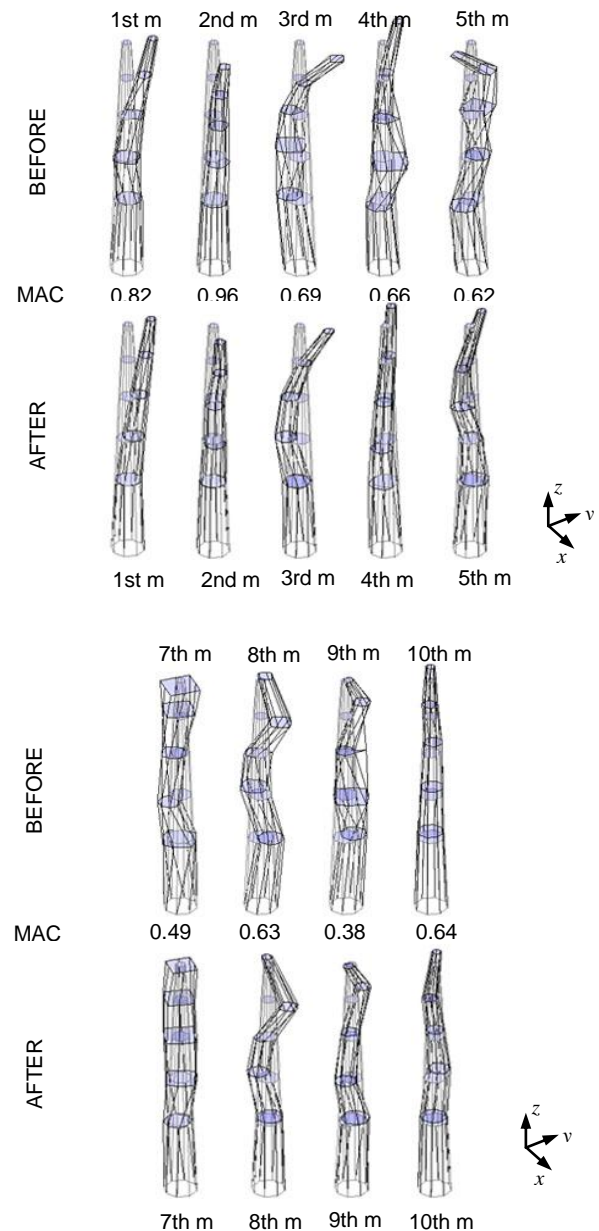 1st m 2nd m 3rd m 4th m 5th m
BEFORE
MAC 0.82 0.96 0.69 0.66 0.62
AFTER
z
v
x
1st m 2nd m 3rd m 4th m 5th m
7th m 8th m 9th m 10th m
BEFORE
MAC 0.49 0.63 0.38 0.64
AFTER
z
v
x
7th m 8th m 9th m 10th m